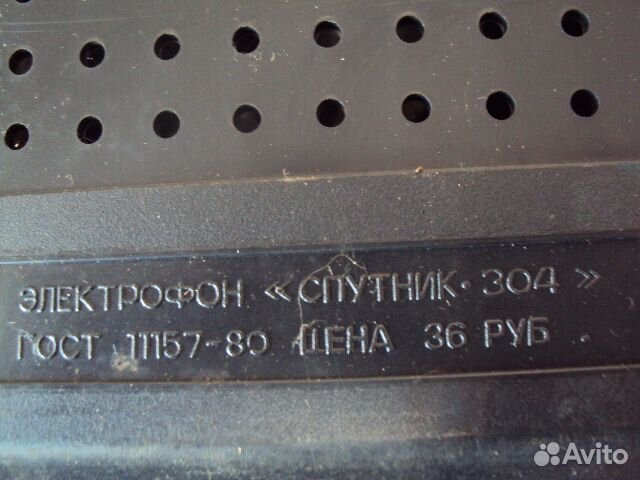 ЭЛЕКТРОФОН «СПУТНИК·304»
ГОСТ 11157-80 ЦЕНА 36 РУБ
Avito